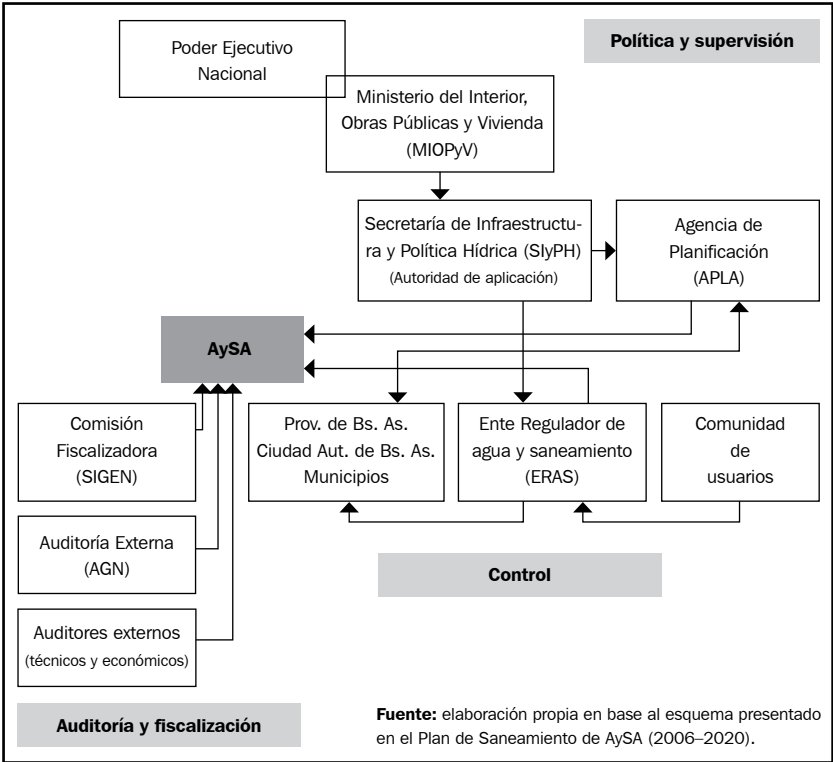 Política y supervisión
Poder Ejecutivo
Nacional
Ministerio del Interior,
Obras Públicas y Vivienda
(MIOPyV)
Secretaría de Infraestructu-
ra y Política Hídrica (SIyPH)
(Autoridad de aplicación)
Agencia de
Planificación
(APLA)
AySA
Comisión
Fiscalizadora
(SIGEN)
Prov. de Bs. As.
Ciudad Aut. de Bs. As.
Municipios
Ente Regulador de
agua y saneamiento
(ERAS)
Comunidad
de
usuarios
Auditoría Externa
(AGN)
Control
Auditores externos
(técnicos y económicos)
Auditoría y fiscalización
Fuente: elaboración propia en base al esquema presentado
en el Plan de Saneamiento de AySA (2006–2020).